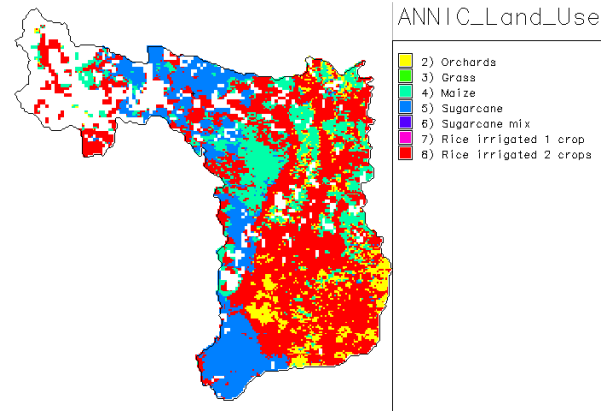 ANNIC_Land_Use
2) Orchards
3) Grass
4) Maize
5) Sugarcane
6) Sugarcane mix
7) Rice irrigated 1 crop
8) Rice irrigated 2 crops